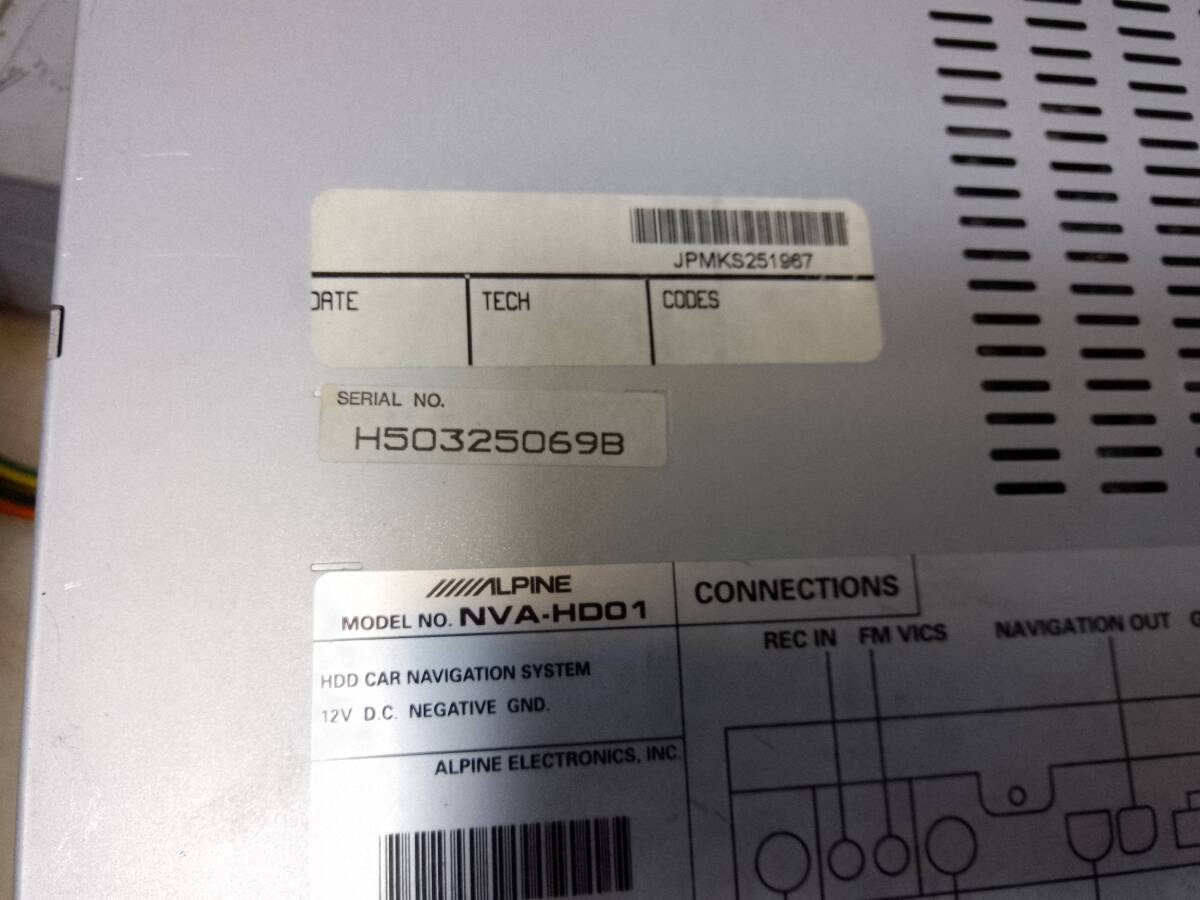 JPMKS251967
DATE
TECH
CODES
SERIAL NO.
H50325069B
ALPINE
MODEL NO. NVA-HD01
HDD CAR NAVIGATION SYSTEM
12V D.C. NEGATIVE GND.
ALPINE ELECTRONICS, INC.
CONNECTIONS
REC IN
FM VICS
NAVIGATION OUT